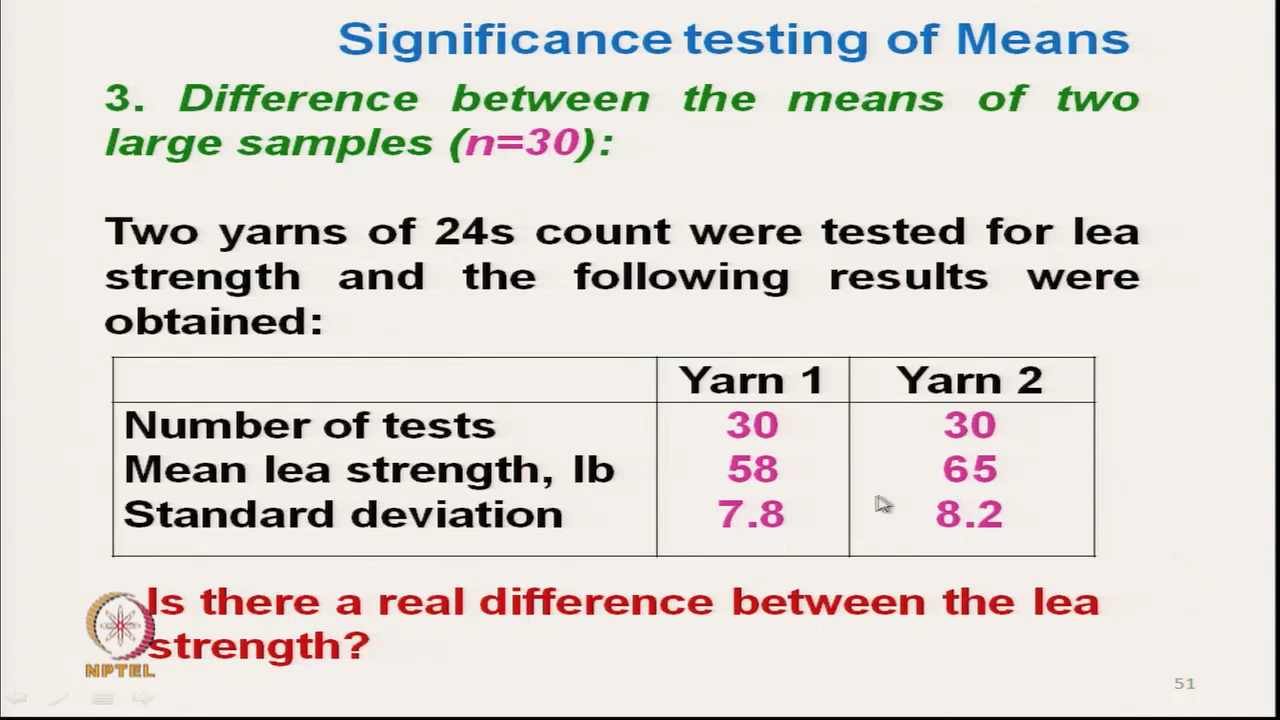 Significance testing of Means
3. Difference between the means of two
large samples (n=30):
Two yarns of 24s count were tested for lea
strength and the following results were
obtained:
Yarn 1 Yarn 2
Number of tests 30 30
Mean lea strength, lb 58 65
Standard deviation 7.8 8.2
Is there a real difference between the lea
strength?
NPTEL
51